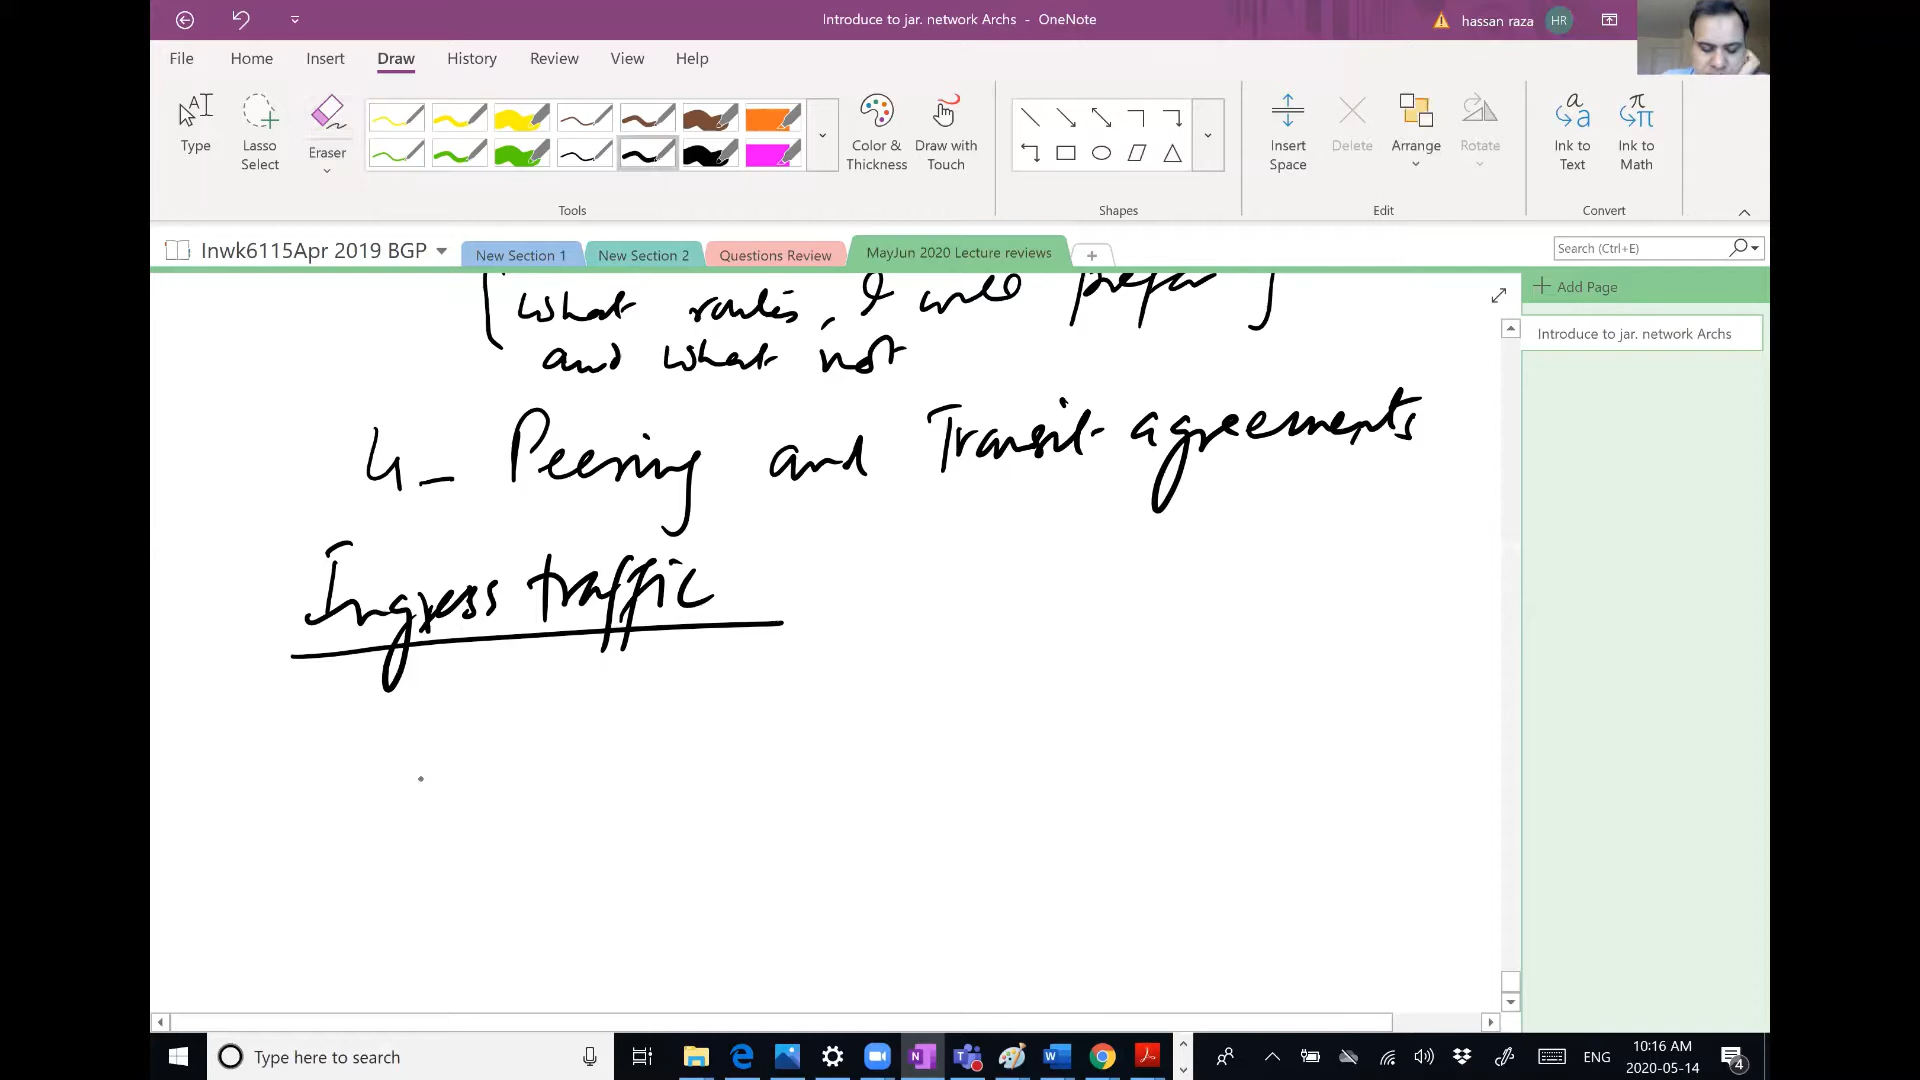 Introduce to jar. network Archs - OneNote
hassan raza HR
File Home Insert Draw History Review View Help
Type
Lasso Select
Eraser
Color & Thickness
Draw with Touch
Insert Space
Delete
Arrange
Rotate
Ink to Text
Ink to Math
Tools Shapes Edit Convert
Inwk6115Apr 2019 BGP
New Section 1
New Section 2
Questions Review
MayJun 2020 Lecture reviews
Search (Ctrl+E)
Add Page
Introduce to jar. network Archs
[what routes, I will prefer]
and what not
4- Peering and Transit agreements
Ingress traffic
Type here to search
ENG
10:16 AM
2020-05-14
4